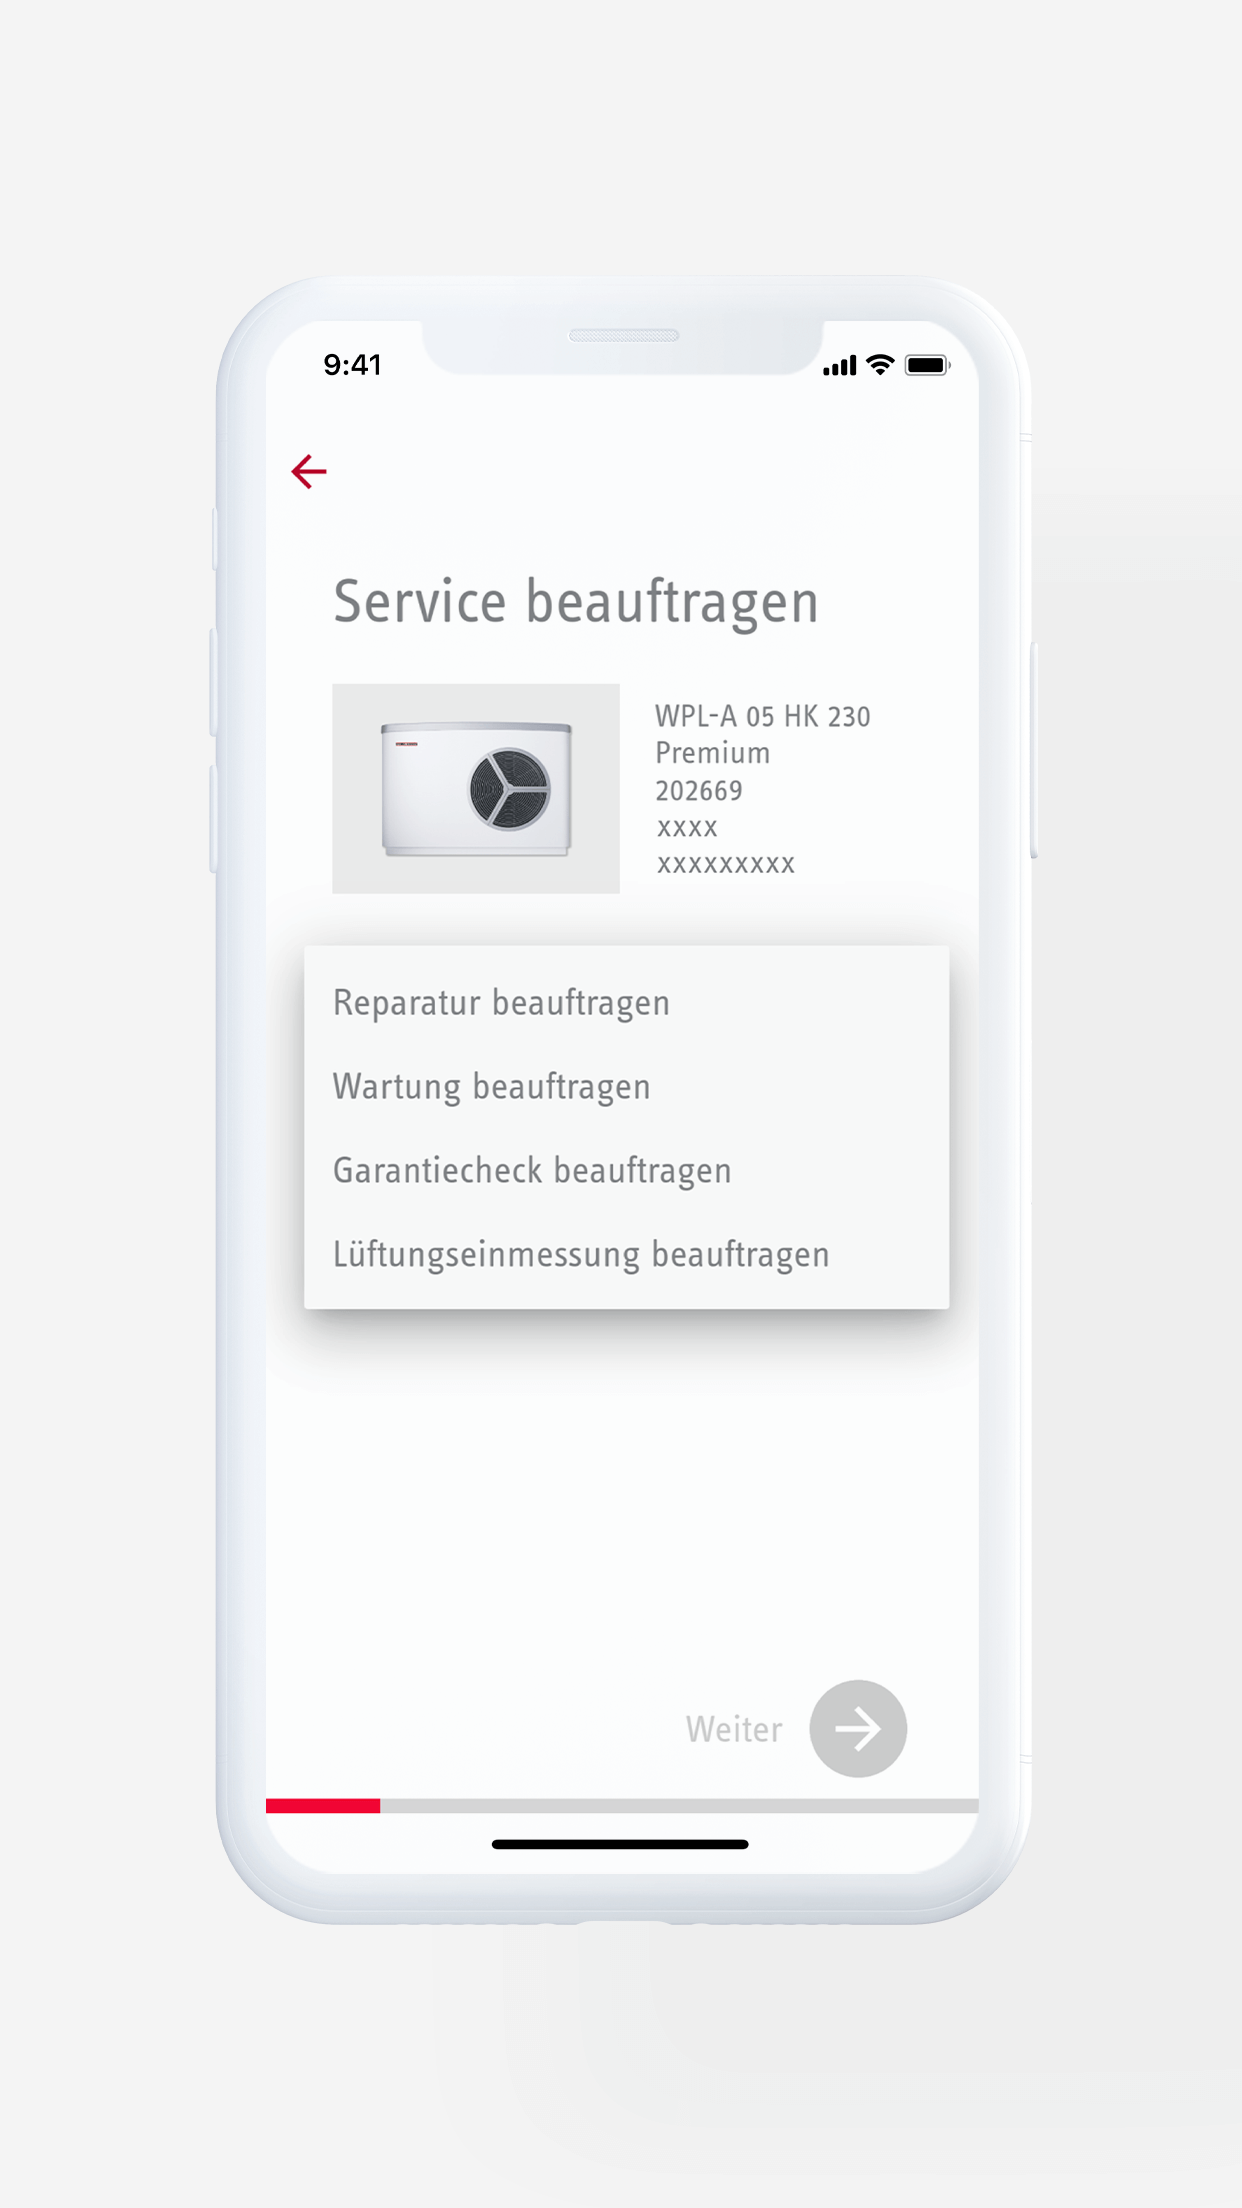 9:41
Service beauftragen
WPL-A 05 HK 230
Premium
202669
xxxx
xxxxxxxxx
Reparatur beauftragen
Wartung beauftragen
Garantiecheck beauftragen
Lüftungseinmessung beauftragen
Weiter